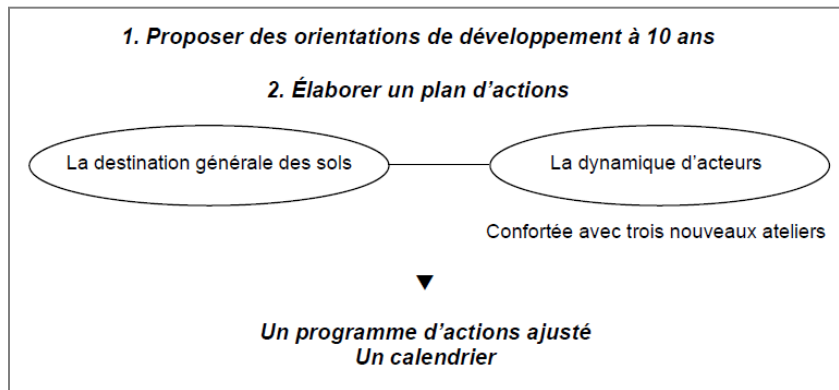 1. Proposer des orientations de développement à 10 ans
2. Élaborer un plan d'actions
La destination générale des sols
La dynamique d'acteurs
Confortée avec trois nouveaux ateliers
Un programme d'actions ajusté
Un calendrier